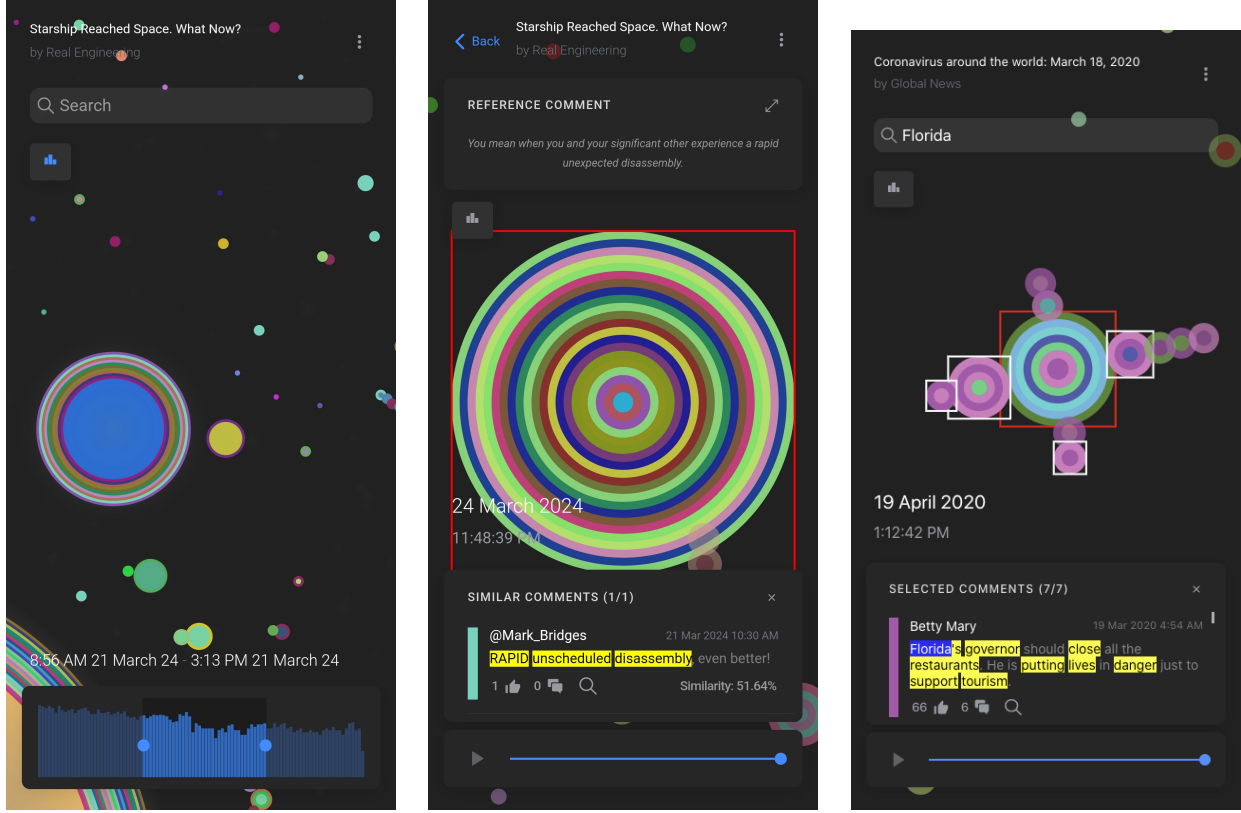 Starship Reached Space. What Now?
by Real Engineering
Search
8:56 AM 21 March 24 - 3:13 PM 21 March 24
Back
Starship Reached Space. What Now?
by Real Engineering
REFERENCE COMMENT
You mean when you and your significant other experience a rapid
unexpected disassembly.
24 March 2024
11:48:39 PM
SIMILAR COMMENTS (1/1)
@Mark_Bridges
21 Mar 2024 10:30 AM
RAPID unscheduled disassembly, even better!
1 0 Similarity: 51.64%
Coronavirus around the world: March 18, 2020
by Global News
Florida
19 April 2020
1:12:42 PM
SELECTED COMMENTS (7/7)
Betty Mary
19 Mar 2020 4:54 AM
Florida's governor should close all the
restaurants. He is putting lives in danger just to
support tourism.
66 6